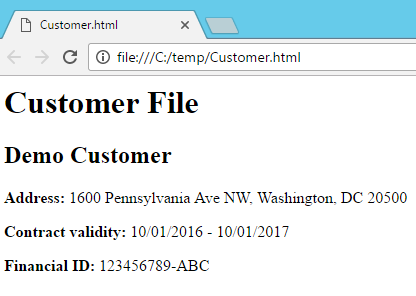 Customer.html
file:///C:/temp/Customer.html
Customer File
Demo Customer
Address: 1600 Pennsylvania Ave NW, Washington, DC 20500
Contract validity: 10/01/2016 - 10/01/2017
Financial ID: 123456789-ABC